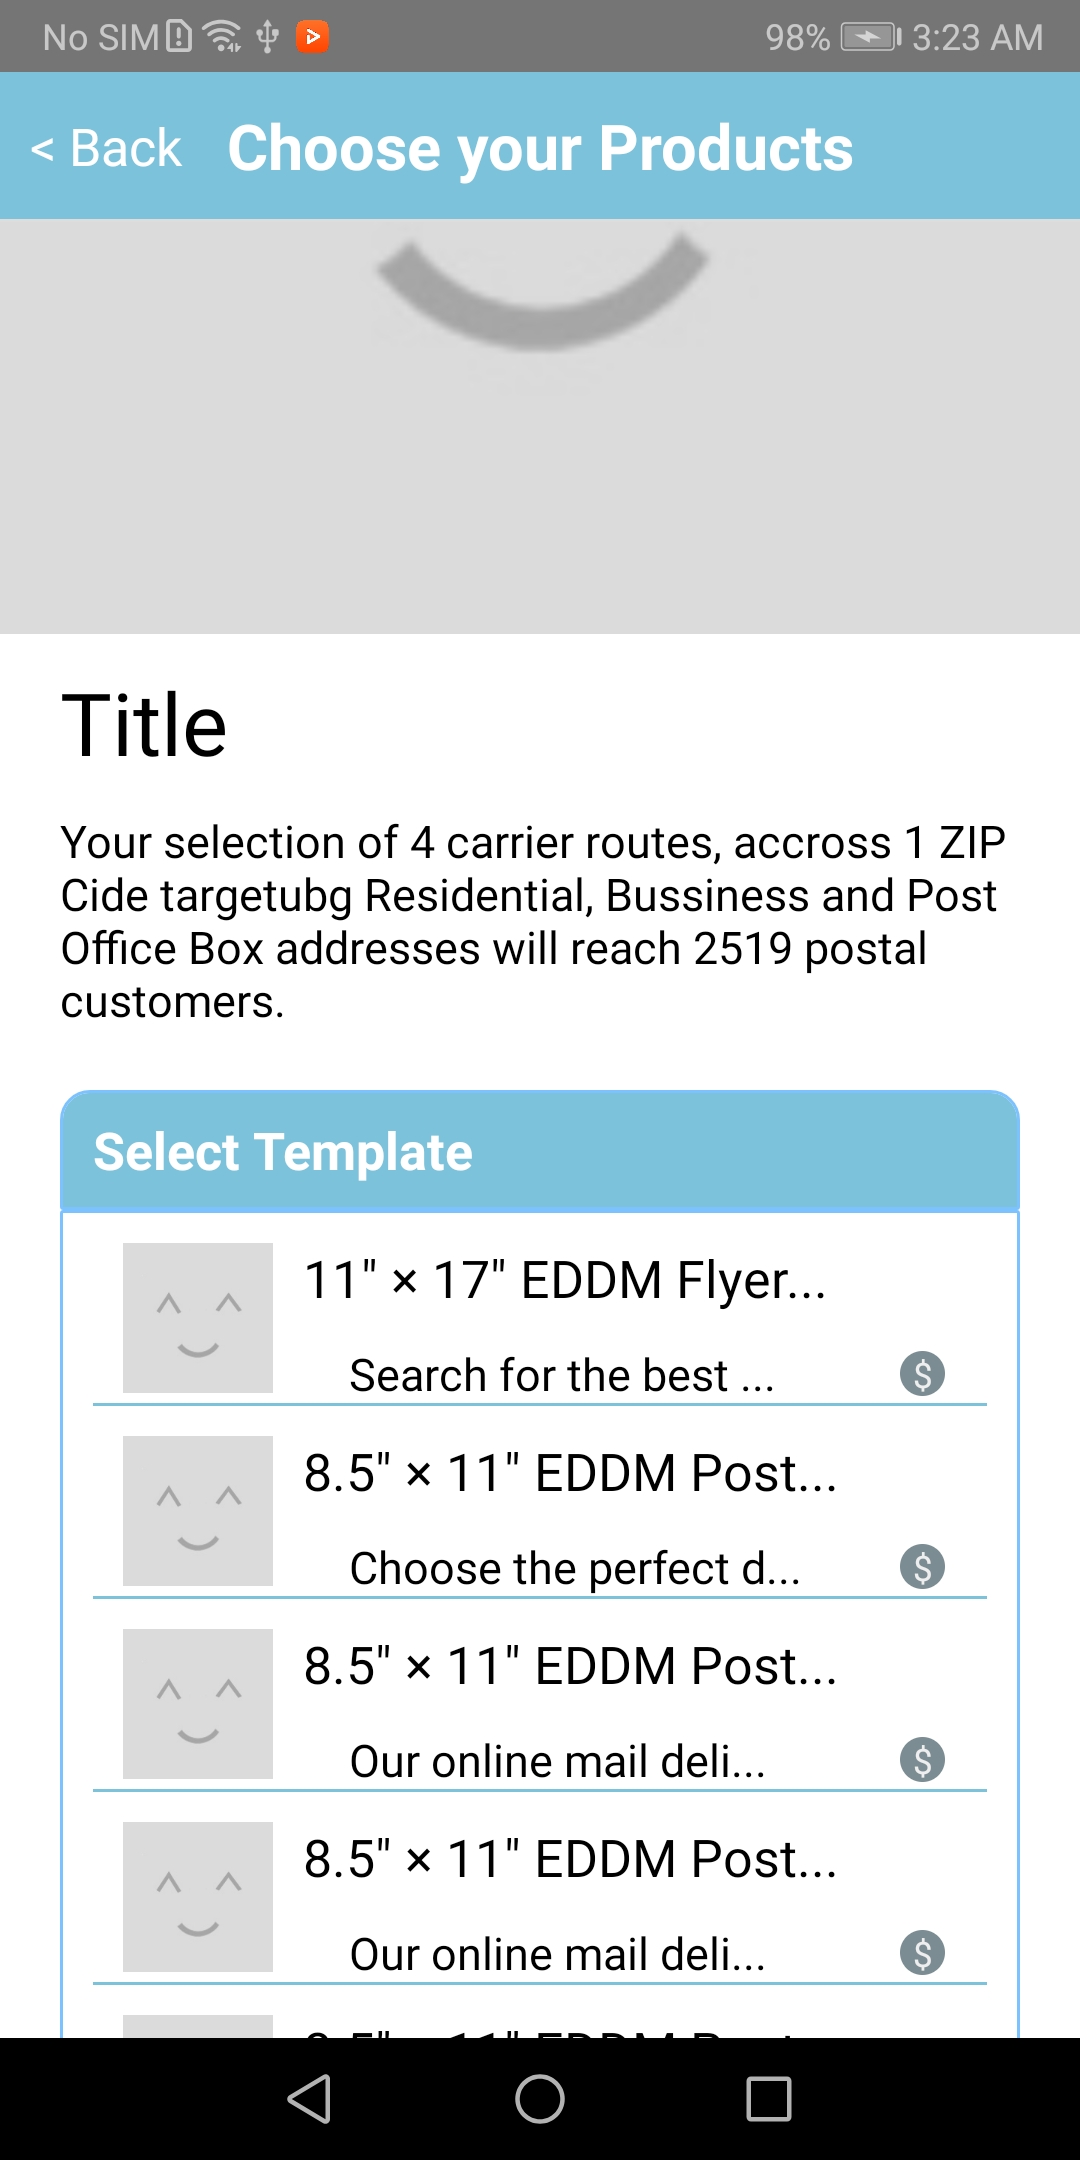 No SIM 98% 3:23 AM
< Back Choose your Products
Title
Your selection of 4 carrier routes, accross 1 ZIP
Cide targetubg Residential, Bussiness and Post
Office Box addresses will reach 2519 postal
customers.
Select Template
11" × 17" EDDM Flyer...
Search for the best ...
$
8.5" × 11" EDDM Post...
Choose the perfect d...
$
8.5" × 11" EDDM Post...
Our online mail deli...
$
8.5" × 11" EDDM Post...
Our online mail deli...
$